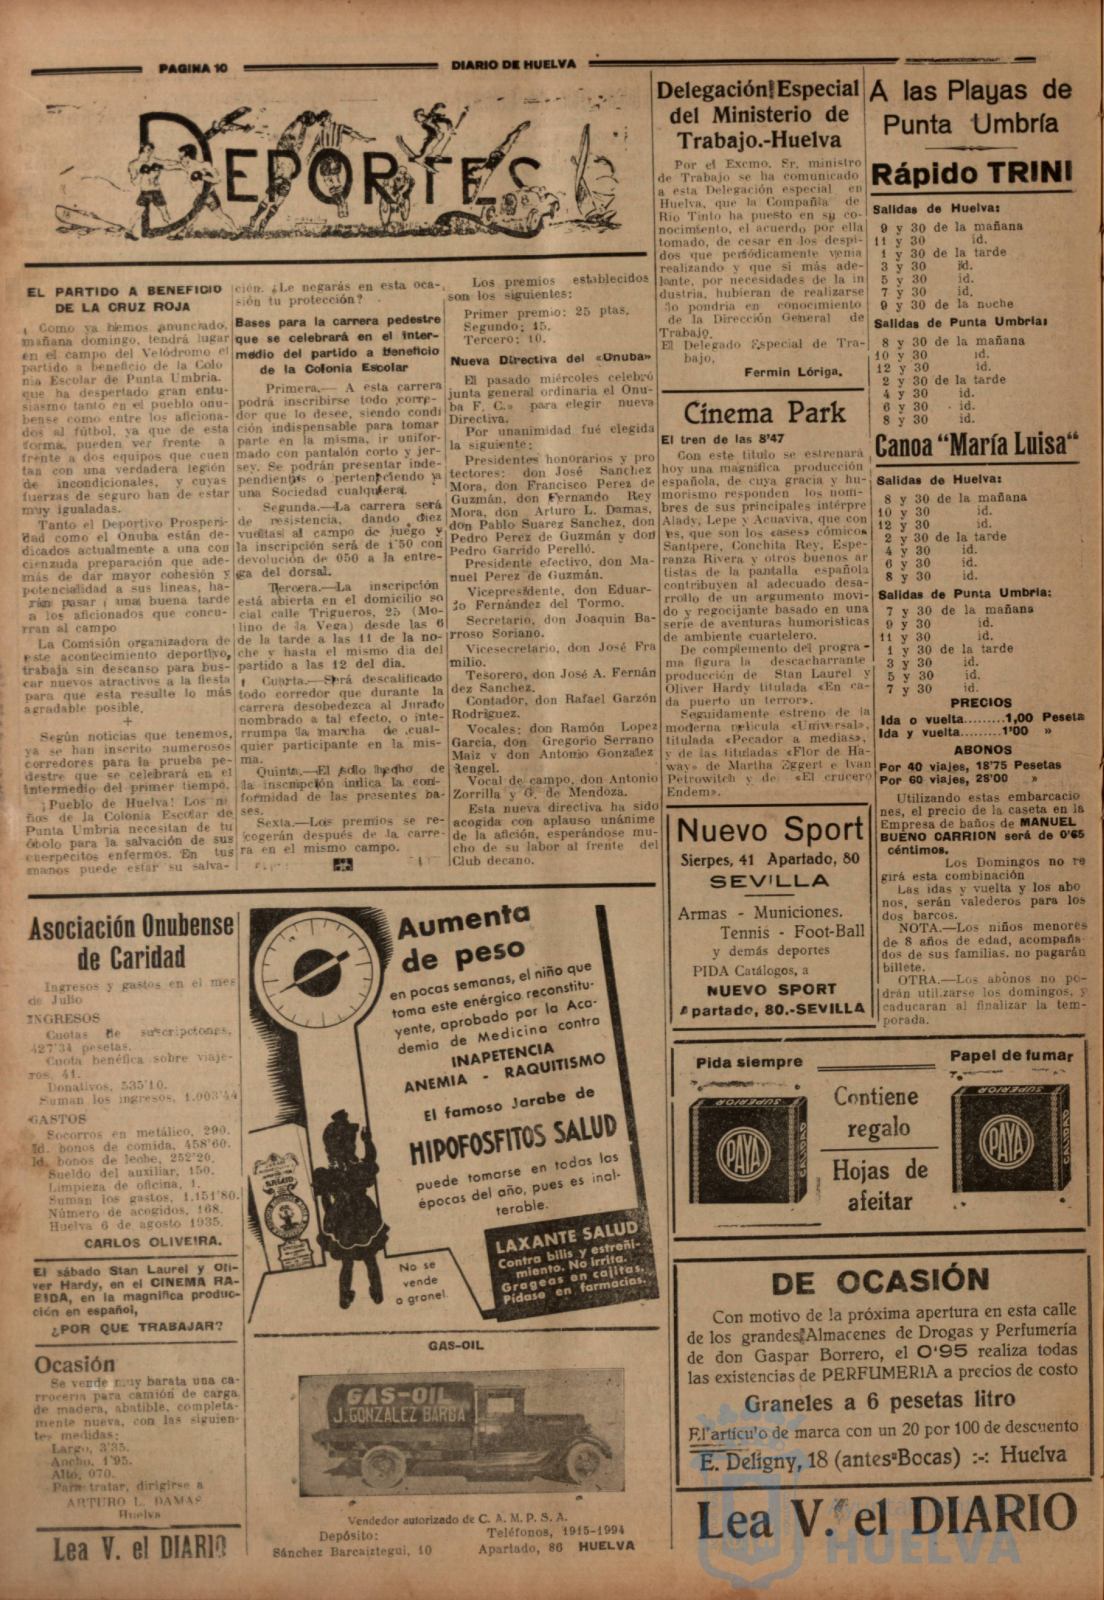 PAGINA 10
DIARIO DE HUELVA
DEPORTES
EL PARTIDO A BENEFICIO
DE LA CRUZ ROJA
Como ya hemos anunciado,
mañana domingo, tendrá lugar
en el campo del Velódromo el
partido a beneficio de la Colo
nia Escolar de Punta Umbria.
que ha despertado gran entu-
siasmo tanto en el pueblo onu-
bense como entre los aficiona-
dos al fútbol, ya que de esta
forma, pueden ver frente a
frente a dos equipos que cuen
tan con una verdadera legión
de incondicionales, y cuyas
fuerzas de seguro han de estar
muy igualadas.
Tanto el Deportivo Prosperi-
dad como el Onuba están de-
dicados actualmente a una con
cienzuda preparación que ade-
más de dar mayor cohesión y
potencialidad a sus lineas, ha-
rán pasar una buena tarde
a los aficionados que concu-
rran al campo
La Comisión organizadora de
este acontecimiento deportivo,
trabaja sin descanso para bus-
car nuevos atractivos a la fiesta
para que esta resulte lo más
agradable posible.
+
Según noticias que tenemos,
ya se han inscrito numerosos
corredores para la prueba pe-
destre que se celebrará en el
intermedio del primer tiempo.
¡Pueblo de Huelva! Los ni
ños de la Colonia Escolar de
Punta Umbria necesitan de tu
óbolo para la salvación de sus
cuerpecitos enfermos. En tus
manos puede estar su salva-
ción. ¿Le negarás en esta oca-
sión tu protección?
Bases para la carrera pedestre
que se celebrará en el inter-
medio del partido a beneficio
de la Colonia Escolar
Primera.— A esta carrera
podrá inscribirse todo corre-
dor que lo desee, siendo condi
ción indispensable para tomar
parte en la misma, ir unifor-
mado con pantalón corto y jer-
sey. Se podrán presentar inde-
pendientes o perteneciendo a
una Sociedad cualquiera.
Segunda.—La carrera será
de resistencia, dando diez
vueltas al campo de juego y
la inscripción será de 1'50 con
devolución de 050 a la entre-
ga del dorsal.
Tercera.—La inscripción
está abierta en el domicilio so
cial calle Trigueros, 25 (Mo-
lino de la Vega) desde las 6
de la tarde a las 11 de la no-
che y hasta el mismo dia del
partido a las 12 del dia.
Cuarta.—Será descalificado
todo corredor que durante la
carrera desobedezca al Jurado
nombrado a tal efecto, o inte-
rrumpa la marcha de cual-
quier participante en la mis-
ma.
Quinta.—El solo hecho de
la inscripción indica la con-
formidad de las presentes ba-
ses.
Sexta.—Los premios se re-
cogerán después de la carre-
ra en el mismo campo.
Los premios establecidos
son los siguientes:
Primer premio: 25 ptas.
Segundo; 15.
Tercero; 10.
Nueva Directiva del «Onuba»
El pasado miércoles celebró
junta general ordinaria el Onu
ba F. C.» para elegir nueva
Directiva.
Por unanimidad fué elegida
la siguiente:
Presidentes honorarios y pro
tectores: don José Sanchez
Mora, don Francisco Perez de
Guzmán, don Fernando Rey
Mora, don Arturo L. Damas,
don Pablo Suarez Sanchez, don
Pedro Perez de Guzmán y don
Pedro Garrido Perelló.
Presidente efectivo, don Ma-
nuel Perez de Guzmán.
Vicepresidente, don Eduar-
do Fernández del Tormo.
Secretario, don Joaquin Ba-
rroso Soriano.
Vicesecretario, don José Fra
milio.
Tesorero, don José A. Fernán
dez Sanchez.
Contador, don Rafael Garzón
Rodriguez.
Vocales: don Ramón Lopez
Garcia, don Gregorio Serrano
Maiz y don Antonio Gonzalez
Rengel.
Vocal de campo, don Antonio
Zorrilla y G. de Mendoza.
Esta nueva directiva ha sido
acogida con aplauso unánime
de la afición, esperándose mu-
cho de su labor al frente del
Club decano.
Delegación Especial
del Ministerio de
Trabajo.-Huelva
Por el Excmo. Sr. ministro
de Trabajo se ha comunicado
a esta Delegación especial en
Huelva, que la Compañia de
Rio Tinto ha puesto en su co-
nocimiento, el acuerdo por ella
tomado, de cesar en los despi-
dos que periódicamente venia
realizando y que si más ade-
lante, por necesidades de la in
dustria, hubieran de realizarse
lo pondria en conocimiento
de la Dirección General de
Trabajo.
El Delegado Especial de Tra-
bajo,
Fermin Lóriga.
Cinema Park
El tren de las 8'47
Con este titulo se estrenará
hoy una magnifica producción
española, de cuya gracia y hu-
morismo responden los nom-
bres de sus principales intérpre
Alady, Lepe y Acuaviva, que con
es, que son los «ases» cómicos
Santpere, Conchita Rey, Espe-
ranza Rivera y otros buenos ar
tistas de la pantalla española
contribuyen al adecuado desa-
rrollo de un argumento movi-
do y regocijante basado en una
serie de aventuras humoristicas
de ambiente cuartelero.
De complemento del progra-
ma figura la descacharrante
producción de Stan Laurel y
Oliver Hardy titulada «En ca-
da puerto un terror».
Seguidamente estreno de la
moderna pelicula «Universal»,
titulada «Pecador a medias»,
y de las tituladas «Flor de Ha-
way» de Martha Eggert e Ivan
Petrowitch y de «El crucero
Endem».
Nuevo Sport
Sierpes, 41 Apartado, 80
SEVILLA
Armas - Municiones.
Tennis - Foot-Ball
y demás deportes
PIDA Catálogos, a
NUEVO SPORT
Apartado, 80.-SEVILLA
A las Playas de
Punta Umbría
Rápido TRINI
Salidas de Huelva:
9 y 30 de la mañana
11 y 30 id.
1 y 30 de la tarde
3 y 30 id.
5 y 30 id.
7 y 30 id.
9 y 30 de la noche
Salidas de Punta Umbria:
8 y 30 de la mañana
10 y 30 id.
12 y 30 id.
2 y 30 de la tarde
4 y 30 id.
6 y 30 id.
8 y 30 id.
Canoa "María Luisa"
Salidas de Huelva:
8 y 30 de la mañana
10 y 30 id.
12 y 30 id.
2 y 30 de la tarde
4 y 30 id.
6 y 30 id.
8 y 30 id.
Salidas de Punta Umbria:
7 y 30 de la mañana
9 y 30 id.
11 y 30 id.
1 y 30 de la tarde
3 y 30 id.
5 y 30 id.
7 y 30 id.
PRECIOS
Ida o vuelta.........1,00 Peseta
Ida y vuelta.........1'00 »
ABONOS
Por 40 viajes, 18'75 Pesetas
Por 60 viajes, 28'00 »
Utilizando estas embarcacio
nes, el precio de la caseta en la
Empresa de baños de MANUEL
BUENO CARRION será de 0'65
céntimos.
Los Domingos no re
girá esta combinación
Las idas y vuelta y los abo
nos, serán valederos para los
dos barcos.
NOTA.—Los niños menores
de 8 años de edad, acompaña-
dos de sus familias. no pagarán
billete.
OTRA.—Los abonos no po-
drán utilizarse los domingos, y
caducaran al finalizar la tem-
porada.
Asociación Onubense
de Caridad
Ingresos y gastos en el mes
de Julio
INGRESOS
Cuotas de suscripciones,
427'34 pesetas.
Cuota benéfica sobre viaje-
ros, 41.
Donativos, 535'10.
Suman los ingresos, 1.003'44
GASTOS
Socorros en metálico, 290.
Id. bonos de comida, 458'60.
Id. bonos de leche, 252'20.
Sueldo del auxiliar, 150.
Limpieza de oficina, 1.
Suman los gastos, 1.151'80.
Número de acogidos, 168.
Huelva 6 de agosto 1935.
CARLOS OLIVEIRA.
El sábado Stan Laurel y Oli-
ver Hardy, en el CINEMA RA-
BIDA, en la magnifica produc-
ción en español,
¿POR QUE TRABAJAR?
Ocasión
Se vende muy barata una ca-
rrocería para camión de carga
de madera, abatible, completa-
mente nueva, con las siguien-
tes medidas:
Largo, 3'35.
Ancho, 1'95.
Alto, 070.
Para tratar, dirigirse a
ARTURO L. DAMAS
Huelva
Lea V. el DIARIO
Aumenta
de peso
en pocas semanas, el niño que
toma este enérgico reconstitu-
yente, aprobado por la Aca-
demia de Medicina contra
INAPETENCIA
ANEMIA - RAQUITISMO
El famoso Jarabe de
HIPOFOSFITOS SALUD
puede tomarse en todas las
épocas del año, pues es inal-
terable.
SALUD
No se
vende
a granel.
LAXANTE SALUD
Contra bilis y estreñi-
miento. No irrita.
Grageas en cajitas.
Pídase en farmacias.
GAS-OIL
GAS-OIL
J. GONZALEZ BARBA
Vendedor autorizado de C. A. M. P. S. A.
Depósito: Teléfonos, 1915-1994
Sánchez Barcaiztegui, 10 Apartado, 86 HUELVA
Pida siempre
Papel de fumar
SUPERIOR
PAYA
CALIDAD
Contiene
regalo
Hojas de
afeitar
SUPERIOR
PAYA
CALIDAD
DE OCASIÓN
Con motivo de la próxima apertura en esta calle
de los grandes Almacenes de Drogas y Perfumería
de don Gaspar Borrero, el 0'95 realiza todas
las existencias de PERFUMERIA a precios de costo
Graneles a 6 pesetas litro
El artículo de marca con un 20 por 100 de descuento
E. Deligny, 18 (antes Bocas) :-: Huelva
Lea V. el DIARIO
HUELVA